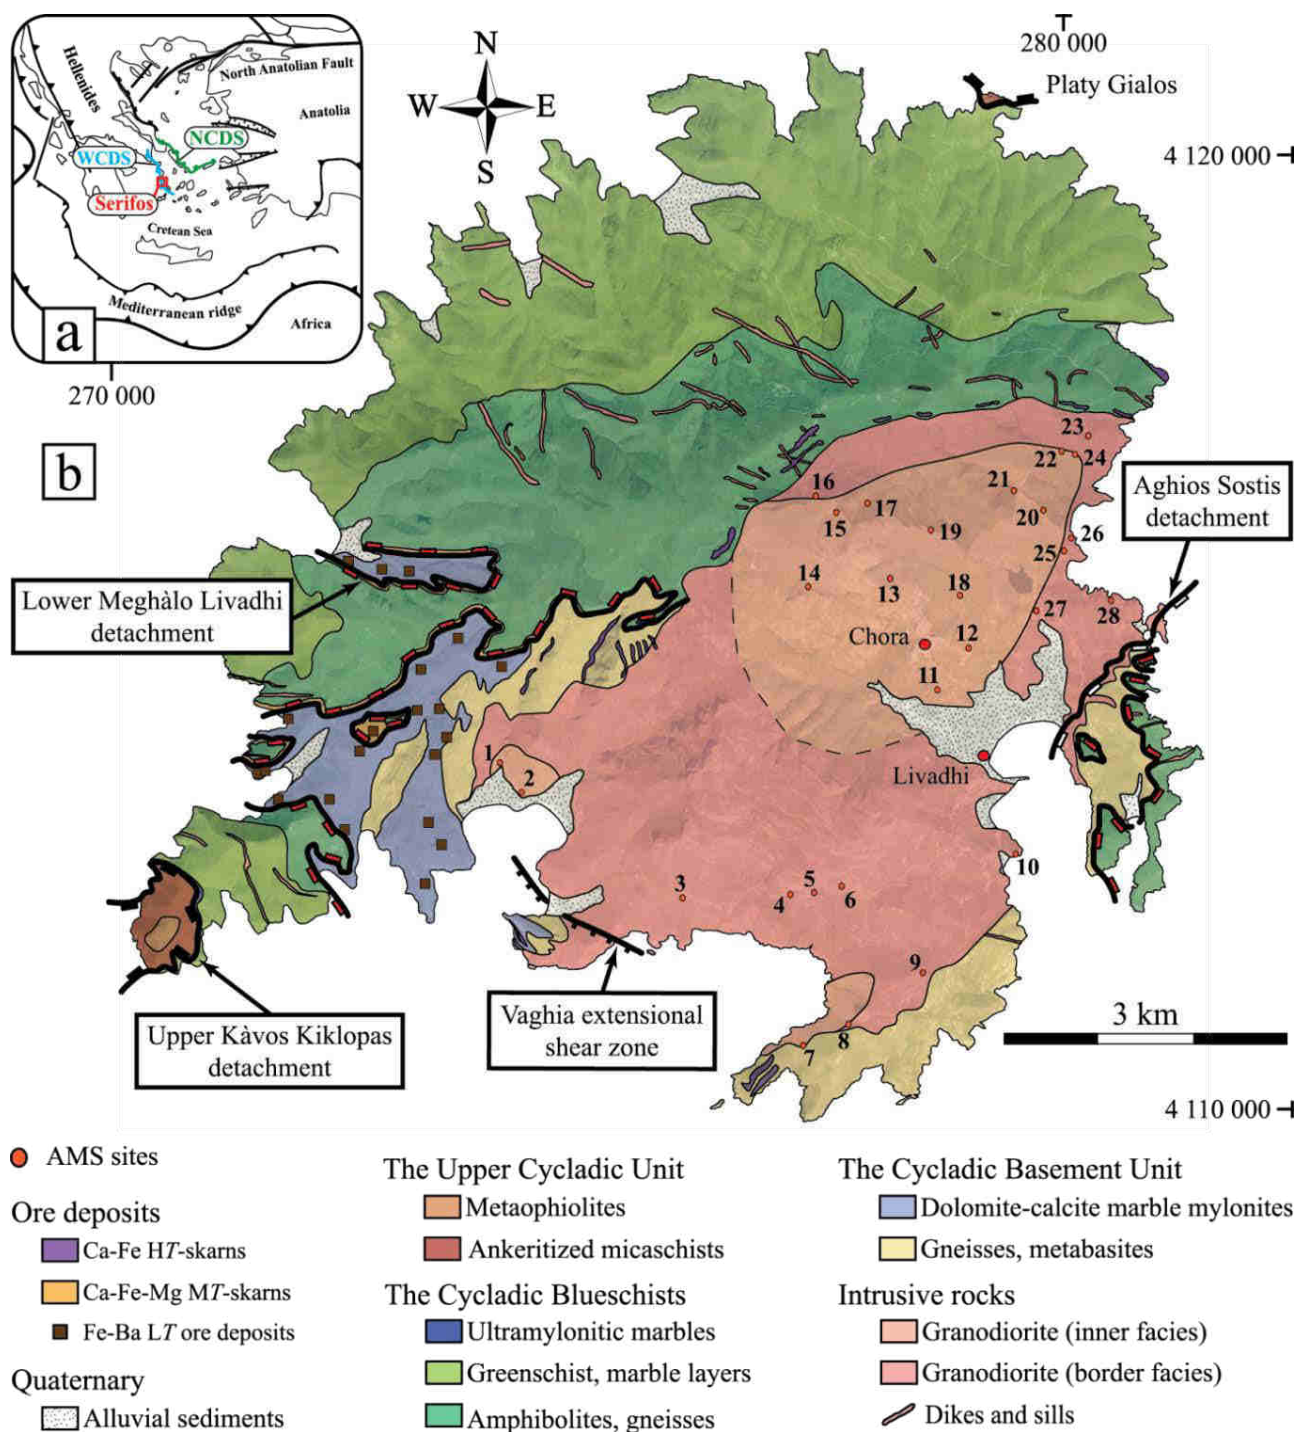 Hellenides
North Anatolian Fault
Anatolia
NCDS
WCDS
Serifos
Cretean Sea
Mediterranean ridge
Africa
a
N
W E
S
280 000
Platy Gialos
4 120 000
270 000
b
23
22
24
21
16
17
15
20
19
26
25
14
13
18
27
28
Chora
12
11
Aghios Sostis
detachment
Lower Meghàlo Livadhi
detachment
1
2
Livadhi
10
3
4
5
6
9
8
7
Upper Kàvos Kiklopas
detachment
Vaghia extensional
shear zone
3 km
4 110 000
AMS sites
Ore deposits
Ca-Fe HT-skarns
Ca-Fe-Mg MT-skarns
Fe-Ba LT ore deposits
Quaternary
Alluvial sediments
The Upper Cycladic Unit
Metaophiolites
Ankeritized micaschists
The Cycladic Blueschists
Ultramylonitic marbles
Greenschist, marble layers
Amphibolites, gneisses
The Cycladic Basement Unit
Dolomite-calcite marble mylonites
Gneisses, metabasites
Intrusive rocks
Granodiorite (inner facies)
Granodiorite (border facies)
Dikes and sills